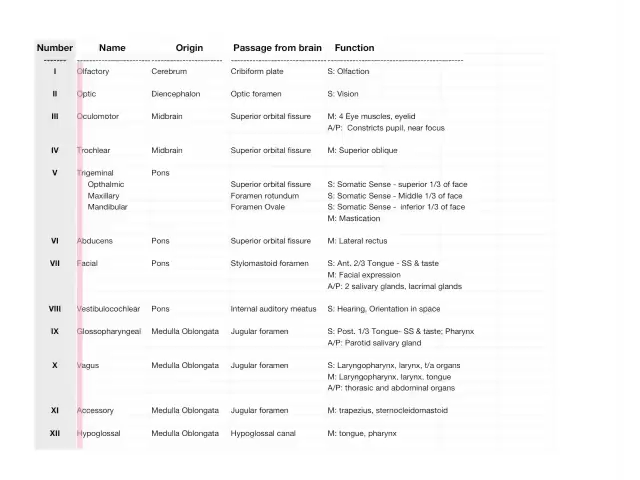 Number Name Origin Passage from brain Function
I Olfactory Cerebrum Cribiform plate S: Olfaction
II Optic Diencephalon Optic foramen S: Vision
III Oculomotor Midbrain Superior orbital fissure M: 4 Eye muscles, eyelid
A/P: Constricts pupil, near focus
IV Trochlear Midbrain Superior orbital fissure M: Superior oblique
V Trigeminal Pons
Opthalmic Superior orbital fissure S: Somatic Sense - superior 1/3 of face
Maxillary Foramen rotundum S: Somatic Sense - Middle 1/3 of face
Mandibular Foramen Ovale S: Somatic Sense - inferior 1/3 of face
M: Mastication
VI Abducens Pons Superior orbital fissure M: Lateral rectus
VII Facial Pons Stylomastoid foramen S: Ant. 2/3 Tongue - SS & taste
M: Facial expression
A/P: 2 salivary glands, lacrimal glands
VIII Vestibulocochlear Pons Internal auditory meatus S: Hearing, Orientation in space
IX Glossopharyngeal Medulla Oblongata Jugular foramen S: Post. 1/3 Tongue- SS & taste; Pharynx
A/P: Parotid salivary gland
X Vagus Medulla Oblongata Jugular foramen S: Laryngopharynx, larynx, t/a organs
M: Laryngopharynx, larynx, tongue
A/P: thorasic and abdominal organs
XI Accessory Medulla Oblongata Jugular foramen M: trapezius, sternocleidomastoid
XII Hypoglossal Medulla Oblongata Hypoglossal canal M: tongue, pharynx